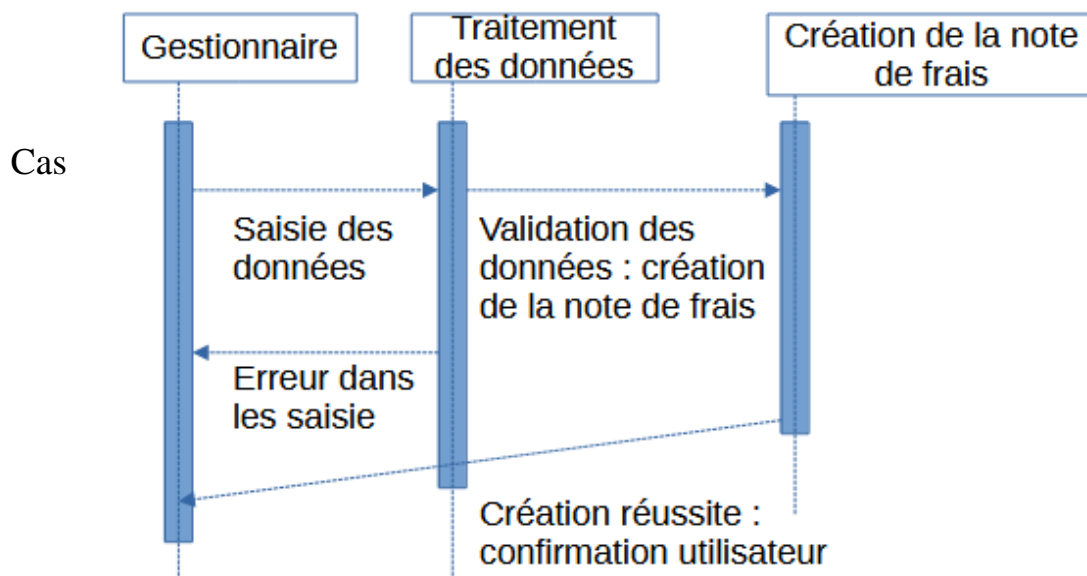 Gestionnaire
Traitement
des données
Création de la note
de frais
Cas
Saisie des
données
Validation des
données : création
de la note de frais
Erreur dans
les saisie
Création réussite :
confirmation utilisateur